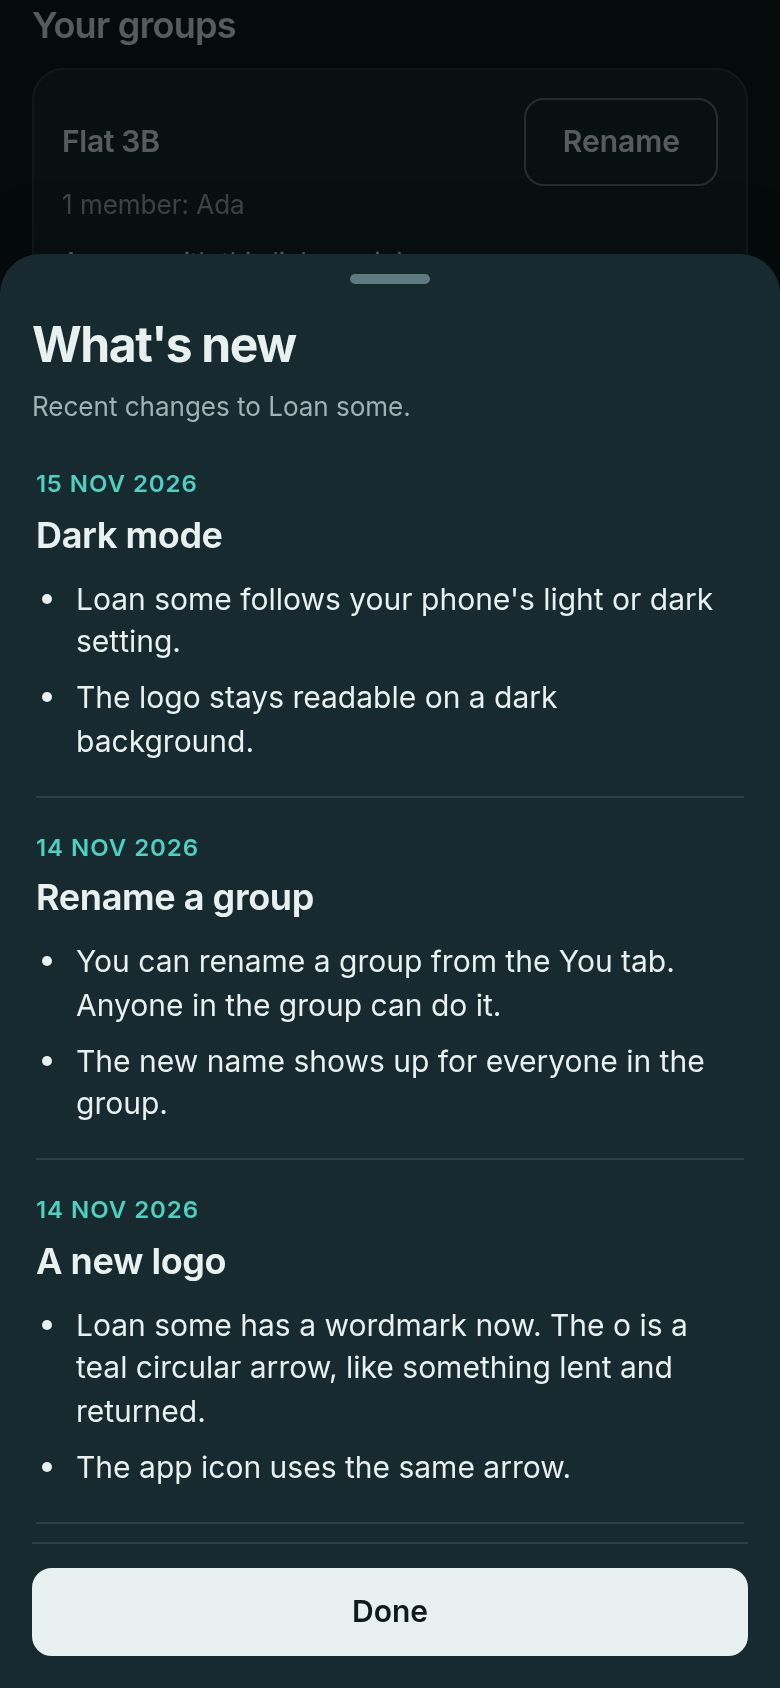 Your groups
Flat 3B
Rename
1 member: Ada
What's new
Recent changes to Loan some.
15 NOV 2026
Dark mode
• Loan some follows your phone's light or dark
setting.
• The logo stays readable on a dark
background.
14 NOV 2026
Rename a group
• You can rename a group from the You tab.
Anyone in the group can do it.
• The new name shows up for everyone in the
group.
14 NOV 2026
A new logo
• Loan some has a wordmark now. The o is a
teal circular arrow, like something lent and
returned.
• The app icon uses the same arrow.
Done